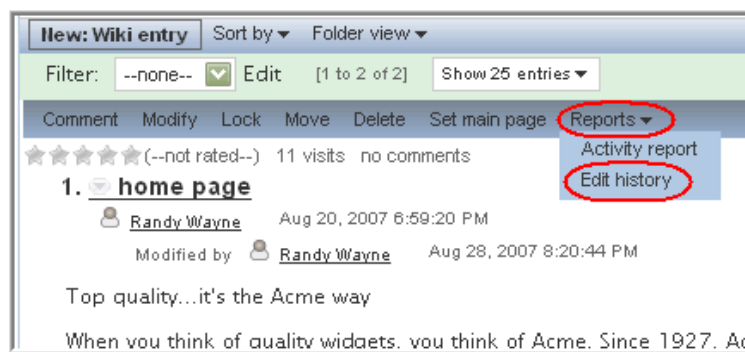 New: Wiki entry Sort by Folder view
Filter: --none-- Edit [1 to 2 of 2] Show 25 entries
Comment Modify Lock Move Delete Set main page Reports
Activity report
(--not rated--) 11 visits no comments
Edit history
1. home page
Randy Wayne Aug 20, 2007 6:59:20 PM
Modified by Randy Wayne Aug 28, 2007 8:20:44 PM
Top quality...it's the Acme way
When you think of quality widgets, you think of Acme. Since 1927,